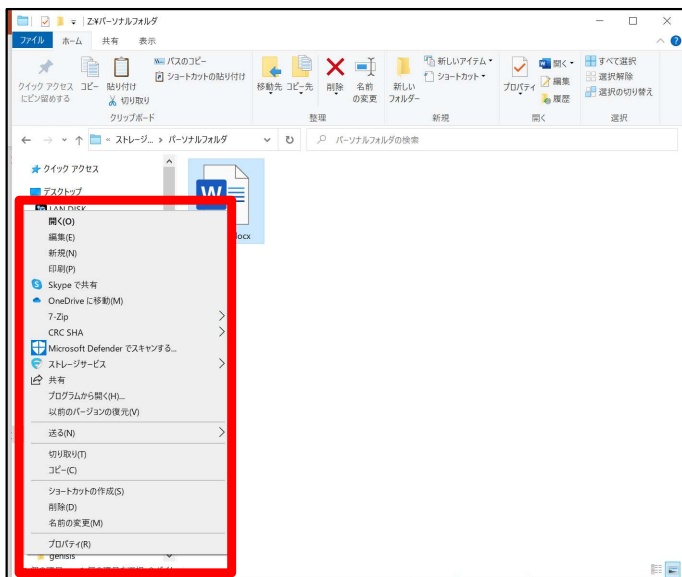 Z:¥パーソナルフォルダ
ファイル ホーム 共有 表示
クイック アクセス
にピン留めする
コピー
貼り付け
パスのコピー
ショートカットの貼り付け
切り取り
クリップボード
移動先 コピー先 削除 名前
の変更
整理
新しい
フォルダー
新しいアイテム
ショートカット
新規
プロパティ
開く
編集
履歴
開く
すべて選択
選択解除
選択の切り替え
選択
« ストレージ... › パーソナルフォルダ
パーソナルフォルダの検索
クイック アクセス
デスクトップ
LAN DISK
W
docx
開く(O)
編集(E)
新規(N)
印刷(P)
Skype で共有
OneDrive に移動(M)
7-Zip
CRC SHA
Microsoft Defender でスキャンする...
ストレージサービス
共有
プログラムから開く(H)...
以前のバージョンの復元(V)
送る(N)
切り取り(T)
コピー(C)
ショートカットの作成(S)
削除(D)
名前の変更(M)
プロパティ(R)
genisis